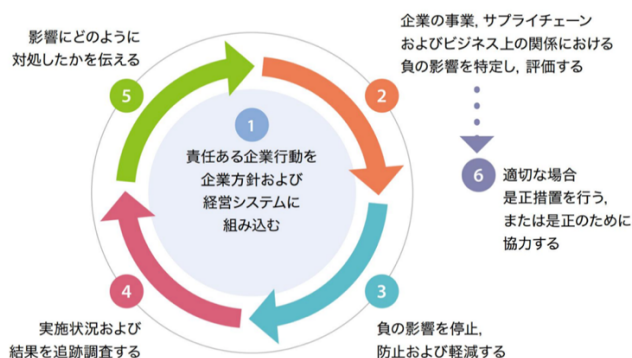 1
責任ある企業行動を
企業方針および
経営システムに
組み込む
2
企業の事業, サプライチェーン
およびビジネス上の関係における
負の影響を特定し, 評価する
3
負の影響を停止,
防止および軽減する
4
実施状況および
結果を追跡調査する
5
影響にどのように
対処したかを伝える
6
適切な場合
是正措置を行う,
または是正のために
協力する